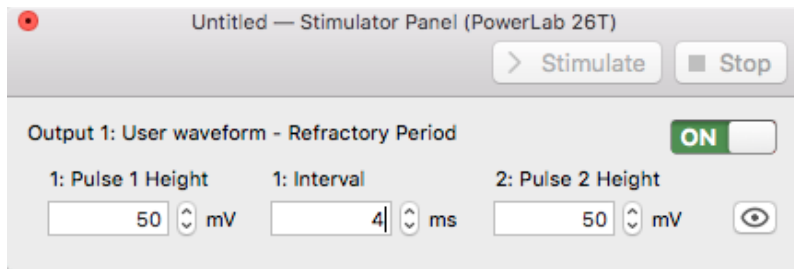 Untitled — Stimulator Panel (PowerLab 26T)
Stimulate Stop
Output 1: User waveform - Refractory Period ON
1: Pulse 1 Height 1: Interval 2: Pulse 2 Height
50 mV 4 ms 50 mV